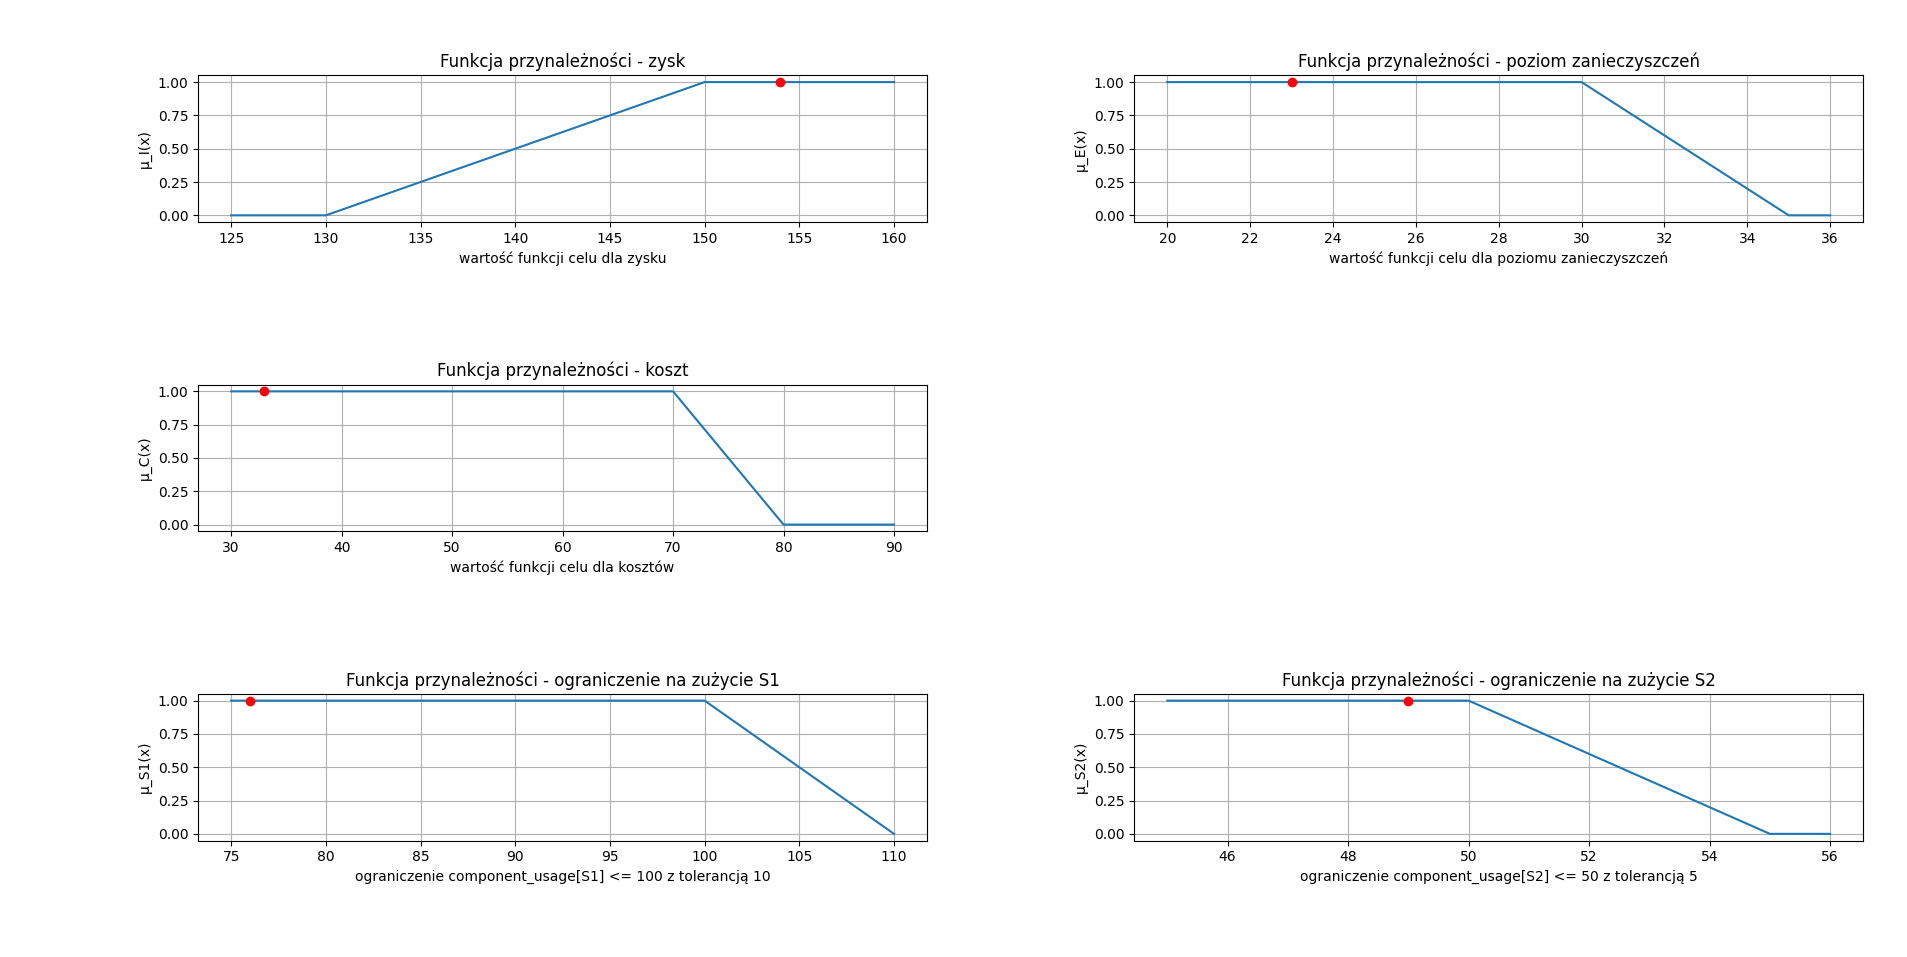 Funkcja przynależności - zysk
1.00
0.75
0.50
0.25
0.00
μ_I(x)
125 130 135 140 145 150 155 160
wartość funkcji celu dla zysku
Funkcja przynależności - poziom zanieczyszczeń
1.00
0.75
0.50
0.25
0.00
μ_E(x)
20 22 24 26 28 30 32 34 36
wartość funkcji celu dla poziomu zanieczyszczeń
Funkcja przynależności - koszt
1.00
0.75
0.50
0.25
0.00
μ_C(x)
30 40 50 60 70 80 90
wartość funkcji celu dla kosztów
Funkcja przynależności - ograniczenie na zużycie S1
1.00
0.75
0.50
0.25
0.00
μ_S1(x)
75 80 85 90 95 100 105 110
ograniczenie component_usage[S1] <= 100 z tolerancją 10
Funkcja przynależności - ograniczenie na zużycie S2
1.00
0.75
0.50
0.25
0.00
μ_S2(x)
46 48 50 52 54 56
ograniczenie component_usage[S2] <= 50 z tolerancją 5